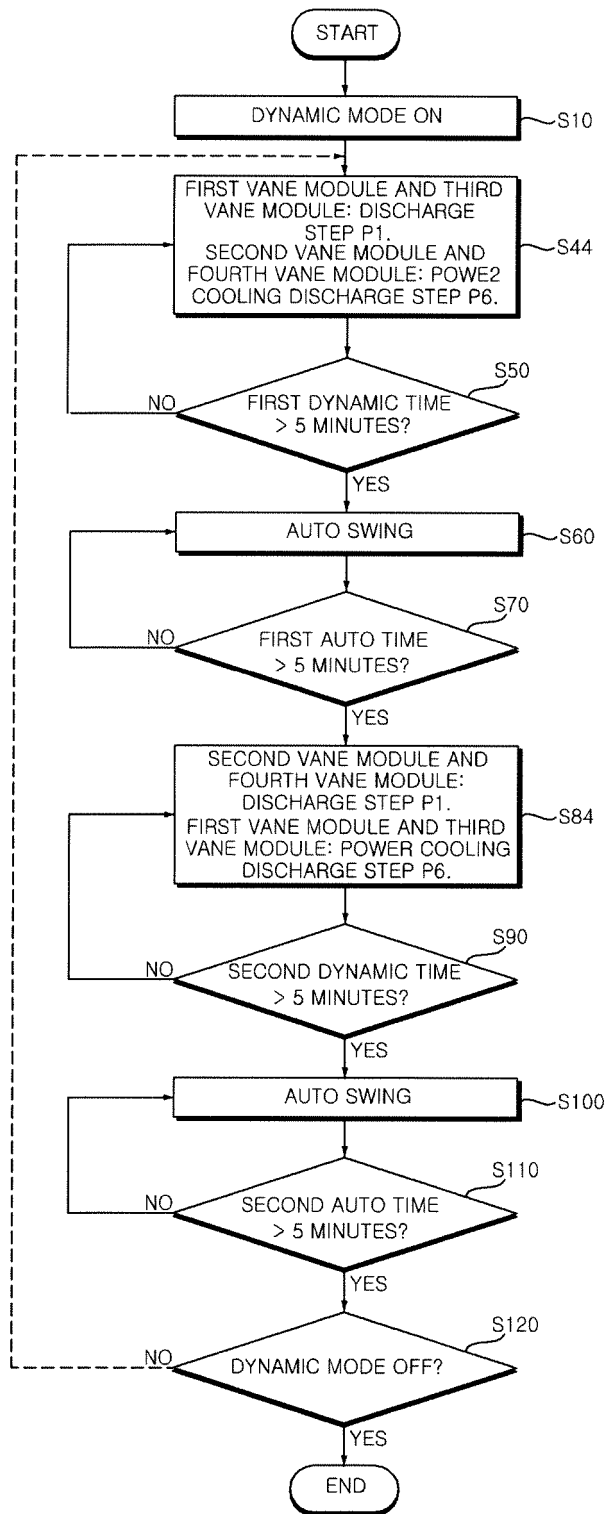 START
DYNAMIC MODE ON
S10
FIRST VANE MODULE AND THIRD
VANE MODULE: DISCHARGE
STEP P1.
SECOND VANE MODULE AND
FOURTH VANE MODULE: POWE2
COOLING DISCHARGE STEP P6.
S44
S50
FIRST DYNAMIC TIME
> 5 MINUTES?
NO
YES
AUTO SWING
S60
S70
FIRST AUTO TIME
> 5 MINUTES?
NO
YES
SECOND VANE MODULE AND
FOURTH VANE MODULE:
DISCHARGE STEP P1.
FIRST VANE MODULE AND THIRD
VANE MODULE: POWER COOLING
DISCHARGE STEP P6.
S84
S90
SECOND DYNAMIC TIME
> 5 MINUTES?
NO
YES
AUTO SWING
S100
S110
SECOND AUTO TIME
> 5 MINUTES?
NO
YES
S120
DYNAMIC MODE OFF?
NO
YES
END